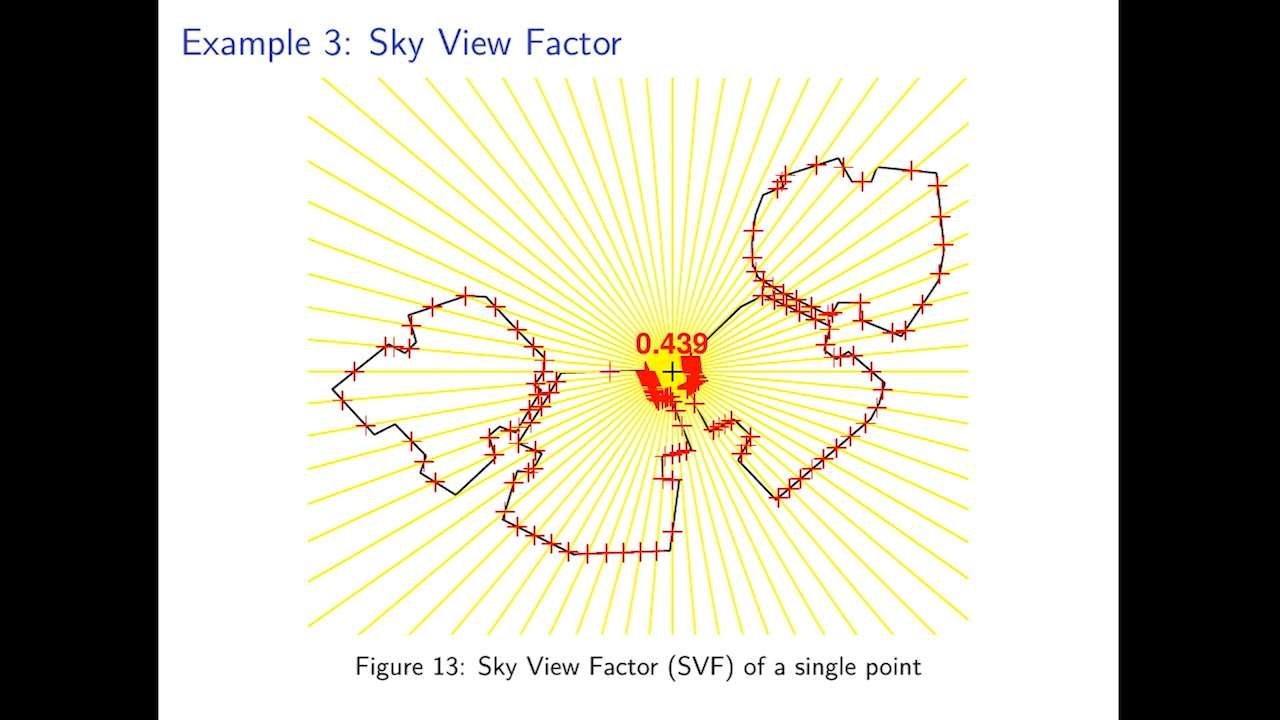 Example 3: Sky View Factor
0.439
Figure 13: Sky View Factor (SVF) of a single point